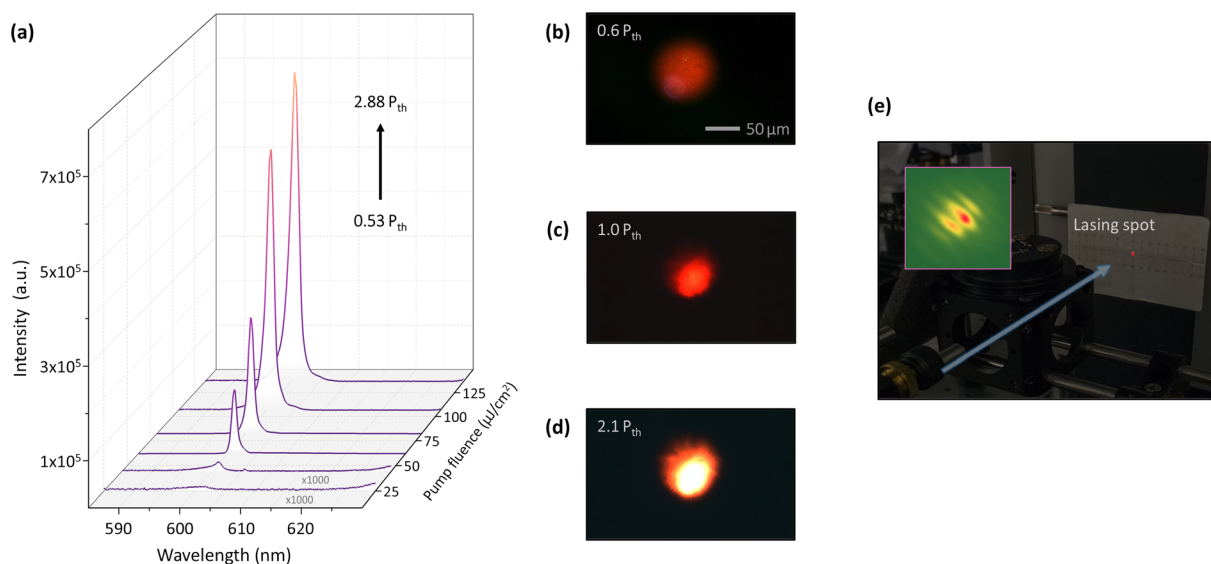 (a)
2.88 P_th
0.53 P_th
7x10⁵
5x10⁵
3x10⁵
1x10⁵
Intensity (a.u.)
590
600
610
620
Wavelength (nm)
x1000
x1000
25
50
75
100
125
Pump fluence (μJ/cm²)
(b)
0.6 P_th
50 μm
(c)
1.0 P_th
(d)
2.1 P_th
(e)
Lasing spot